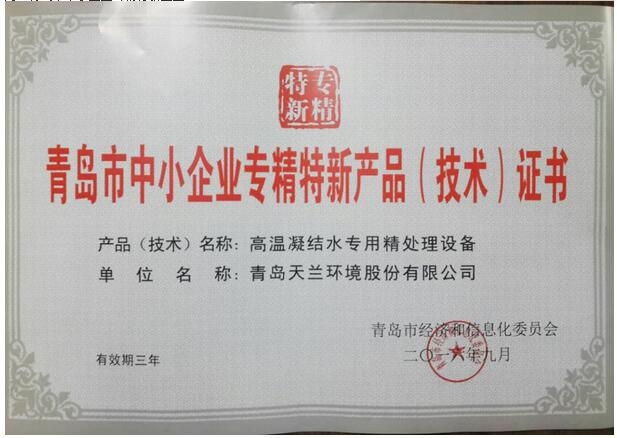 专精特新
青岛市中小企业专精特新产品（技术）证书
产品（技术）名称：高温凝结水专用精处理设备
单位名称：青岛天兰环境股份有限公司
青岛市经济和信息化委员会
二〇一六年九月
有效期三年